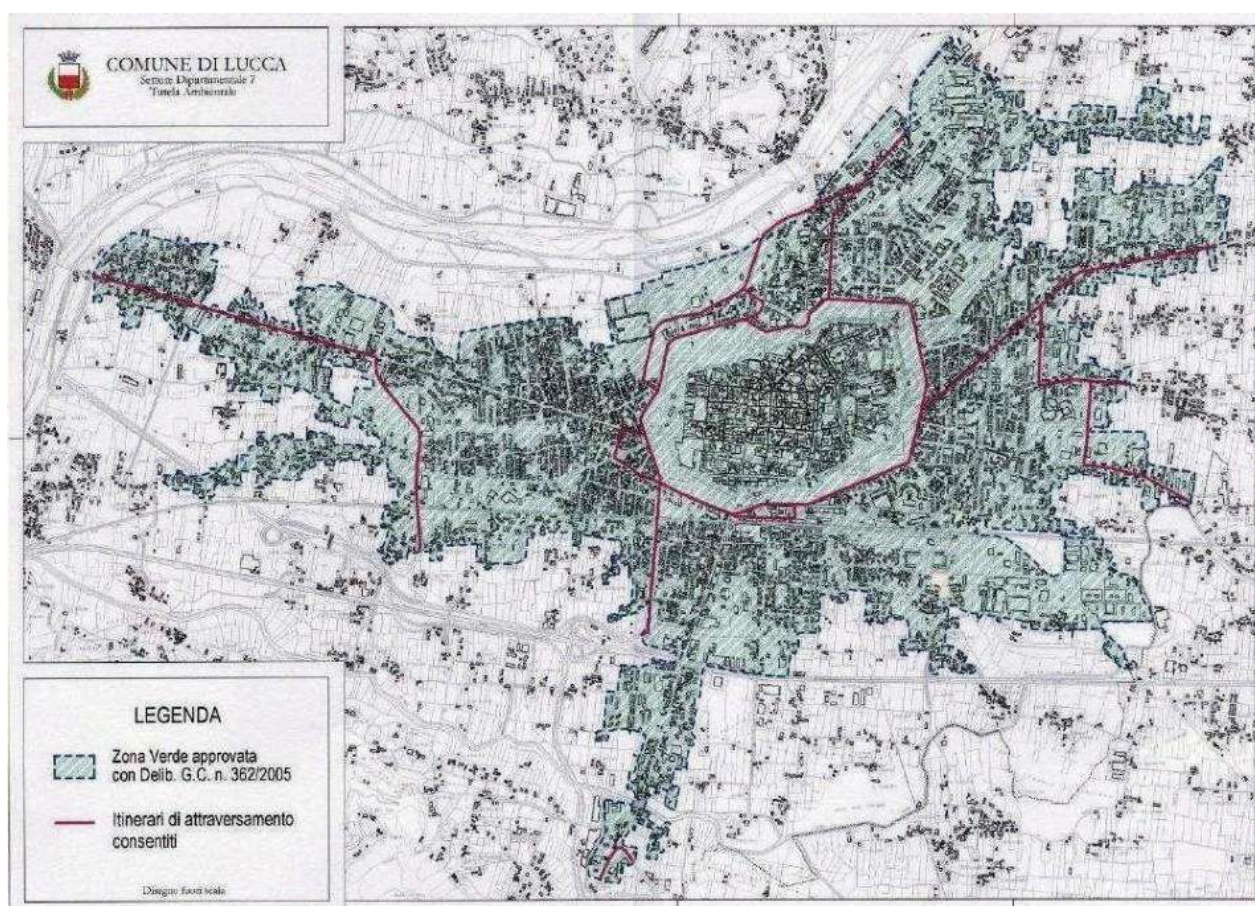 COMUNE DI LUCCA
Settore Dipartimentale 7
Tutela Ambientale
LEGENDA
Zona Verde approvata
con Delib. G.C. n. 362/2005
Itinerari di attraversamento
consentiti
Disegno fuori scala